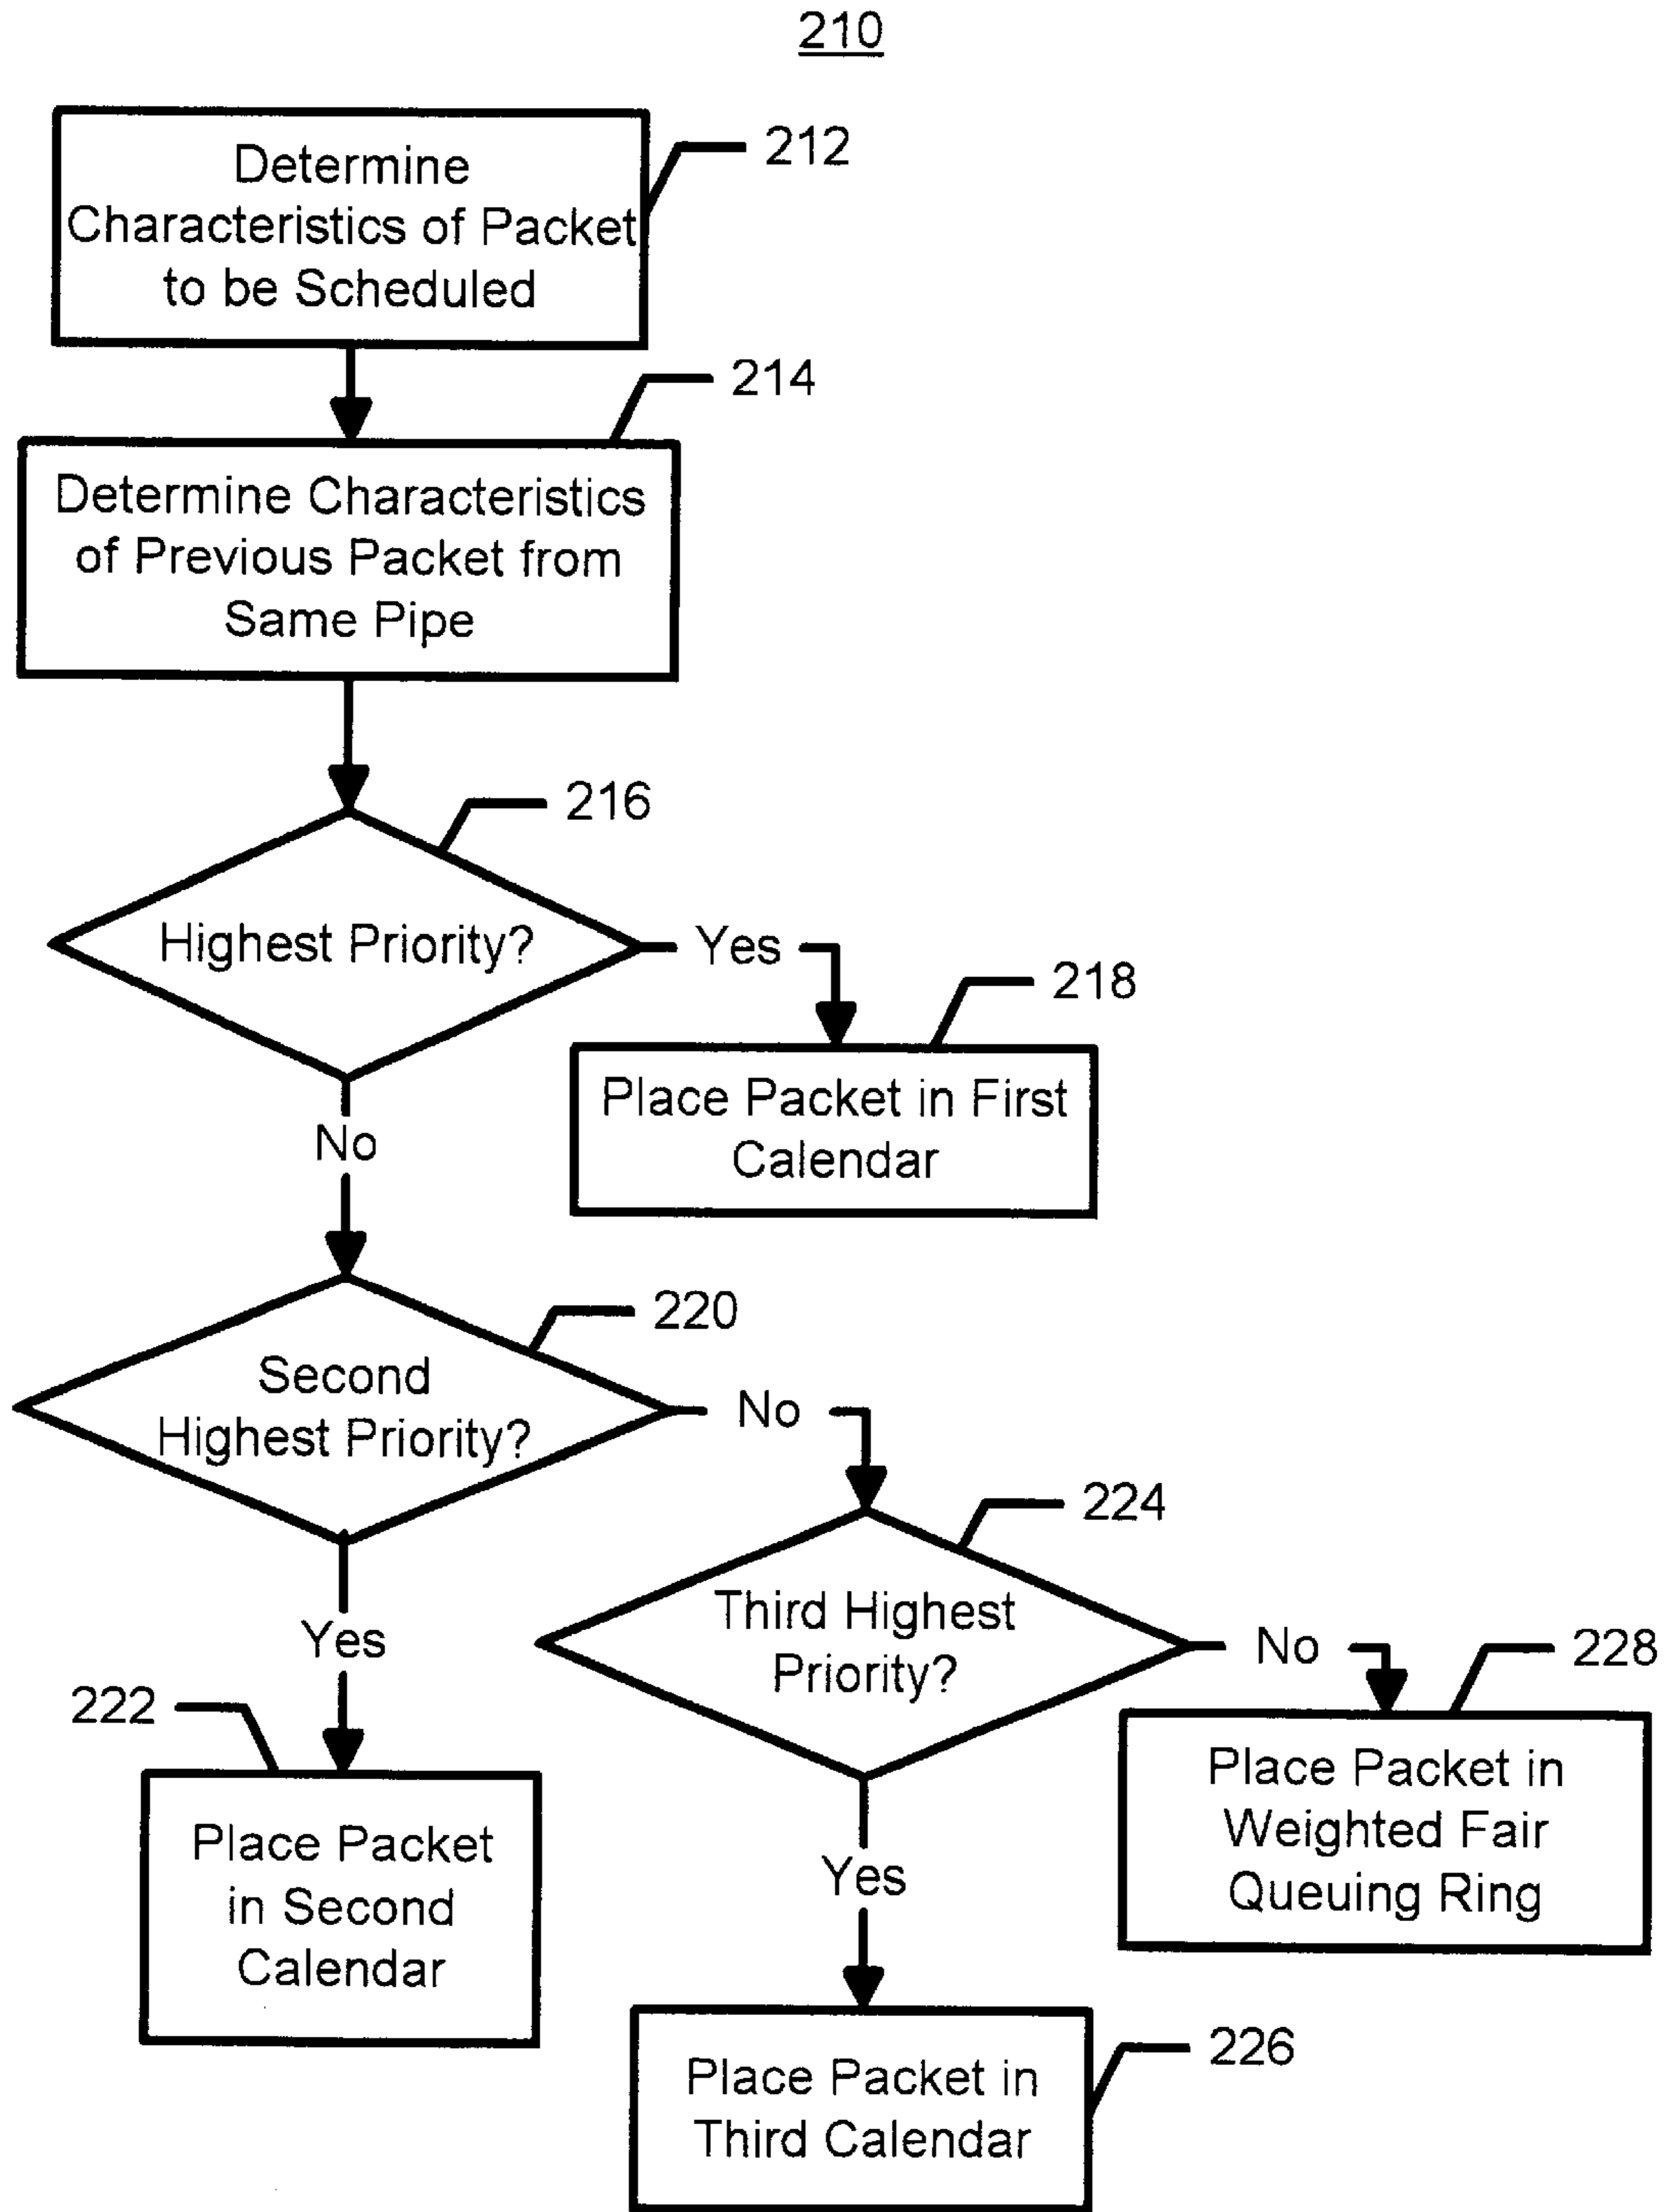 210
Determine
Characteristics of Packet
to be Scheduled
212
214
Determine Characteristics
of Previous Packet from
Same Pipe
216
Highest Priority?
Yes
218
Place Packet in First
Calendar
No
220
Second
Highest Priority?
No
224
Third Highest
Priority?
No
228
Place Packet in
Weighted Fair
Queuing Ring
Yes
222
Place Packet
in Second
Calendar
Yes
226
Place Packet in
Third Calendar